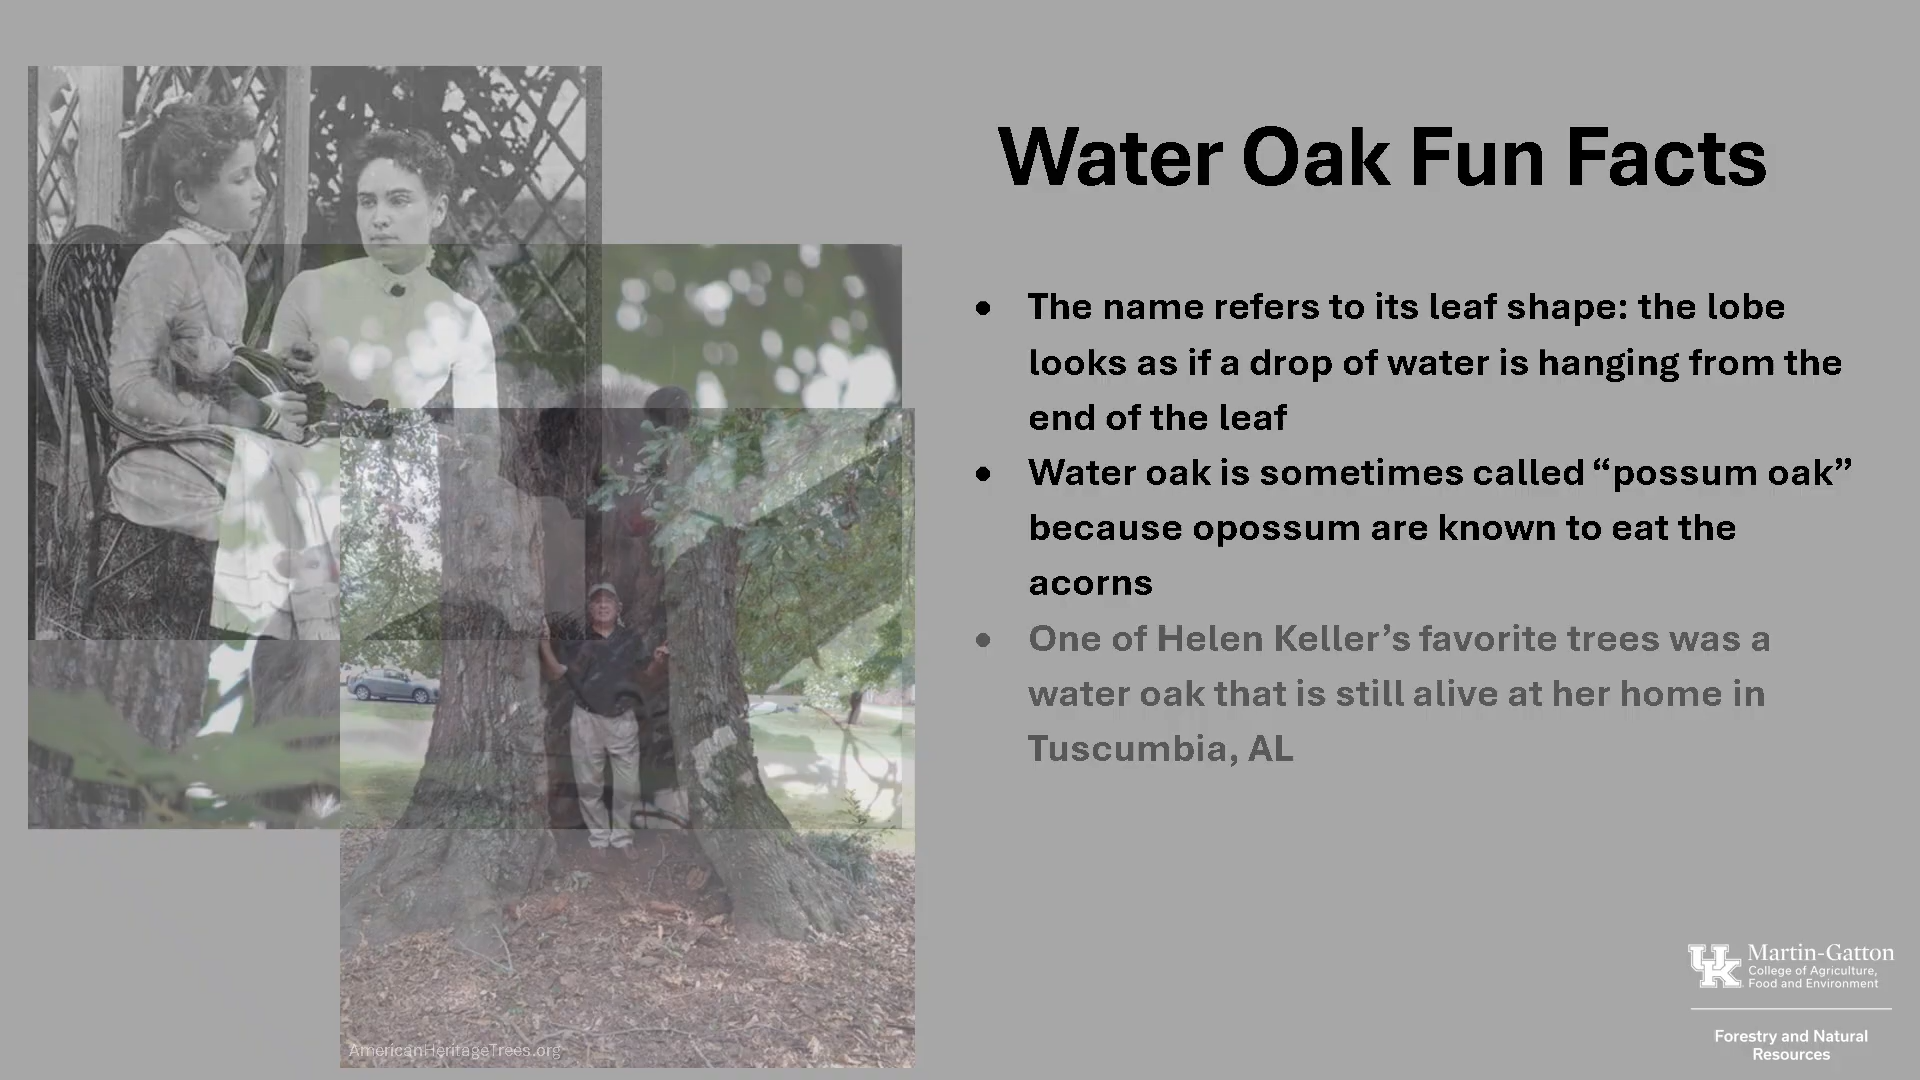 Water Oak Fun Facts
• The name refers to its leaf shape: the lobe
looks as if a drop of water is hanging from the
end of the leaf
• Water oak is sometimes called “possum oak”
because opossum are known to eat the
acorns
• One of Helen Keller’s favorite trees was a
water oak that is still alive at her home in
Tuscumbia, AL
AmericanHeritageTrees.org
UK Martin-Gatton
College of Agriculture,
Food and Environment
Forestry and Natural
Resources